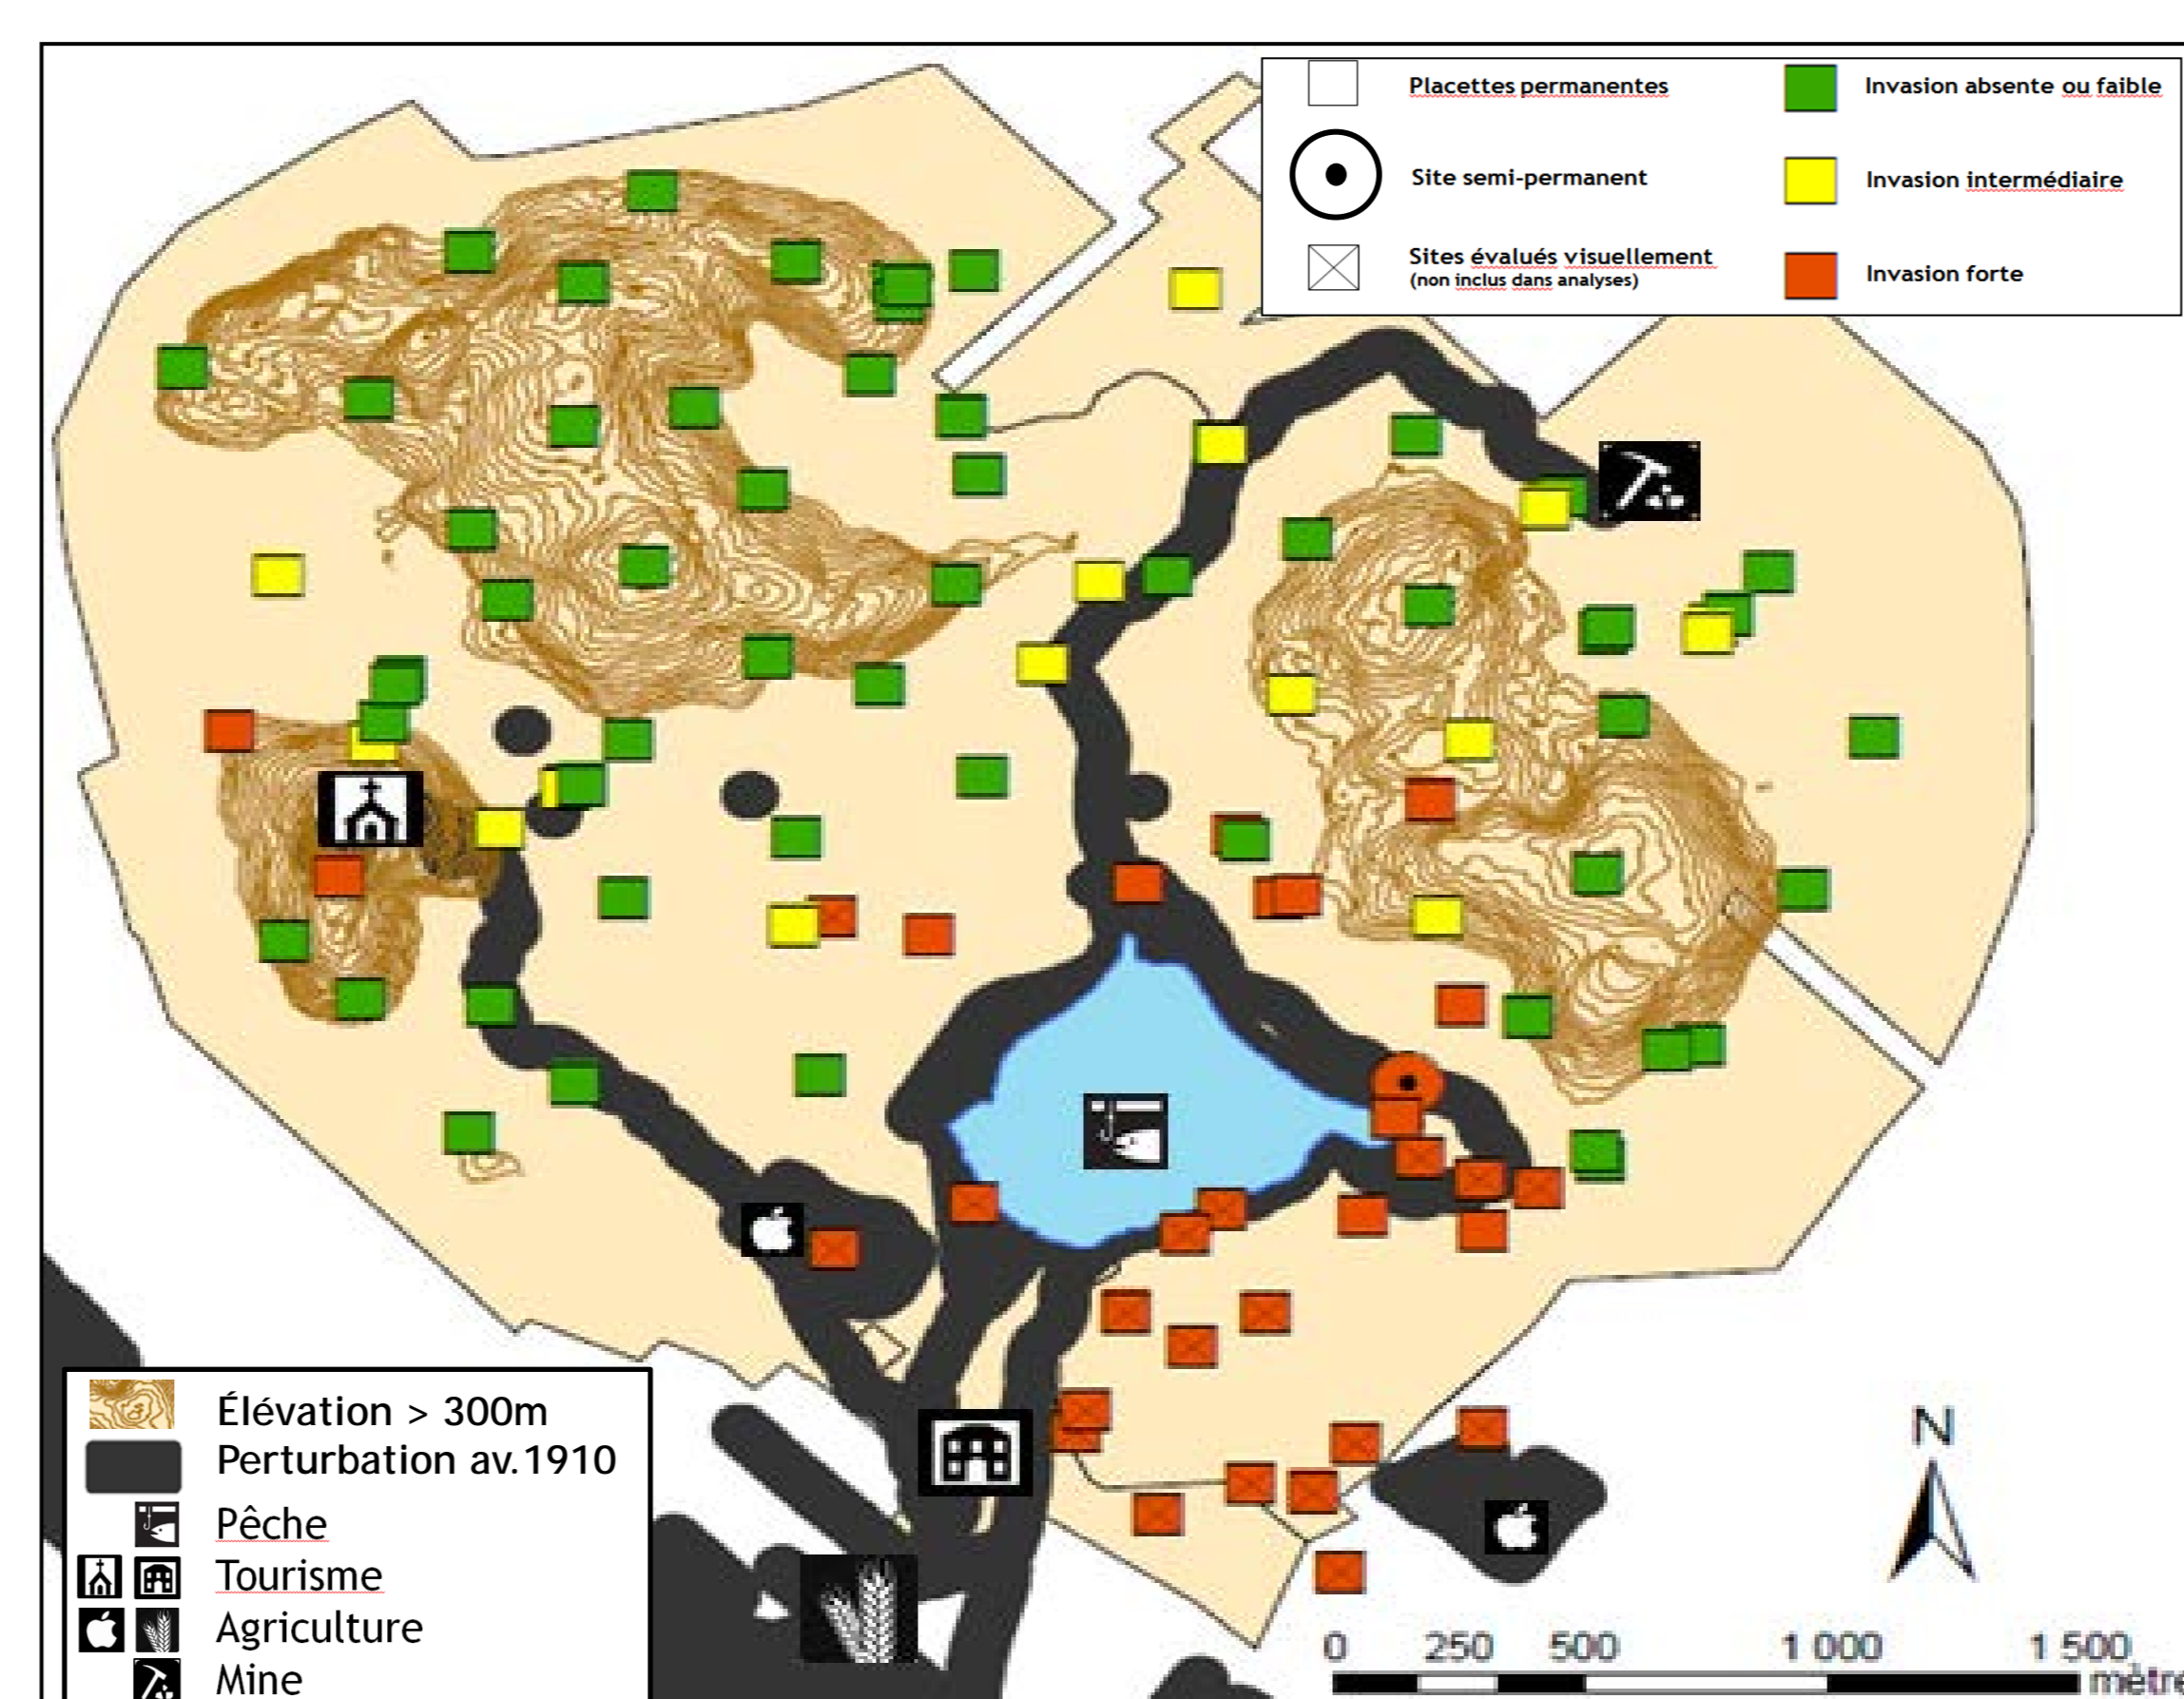 Placettes permanentes
Invasion absente ou faible
Site semi-permanent
Invasion intermédiaire
Sites évalués visuellement
(non inclus dans analyses)
Invasion forte
Élévation > 300m
Perturbation av.1910
Pêche
Tourisme
Agriculture
Mine
N
0 250 500 1 000 1 500
mètre